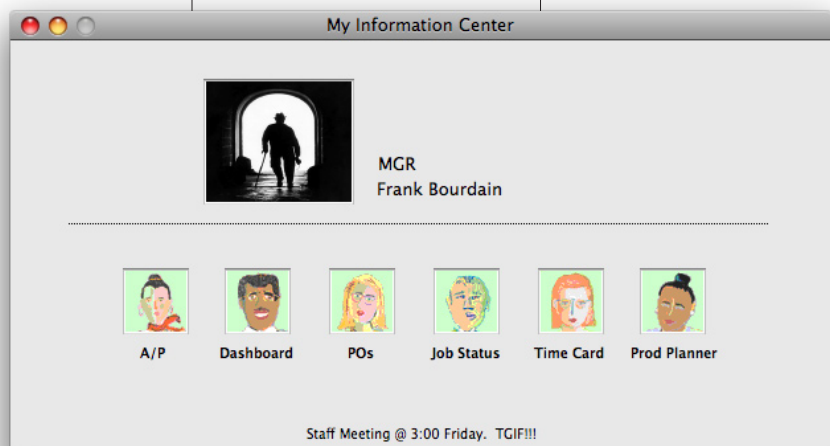 My Information Center
MGR
Frank Bourdain
A/P Dashboard POs Job Status Time Card Prod Planner
Staff Meeting @ 3:00 Friday. TGIF!!!